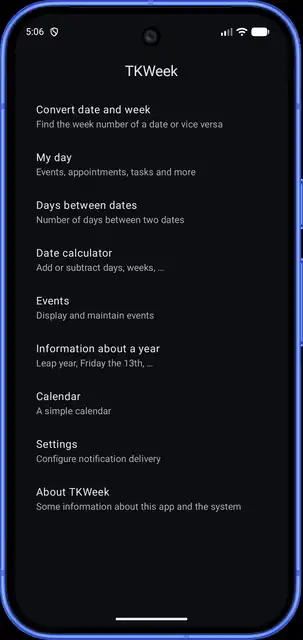 5:06
TKWeek
Convert date and week
Find the week number of a date or vice versa
My day
Events, appointments, tasks and more
Days between dates
Number of days between two dates
Date calculator
Add or subtract days, weeks, …
Events
Display and maintain events
Information about a year
Leap year, Friday the 13th, …
Calendar
A simple calendar
Settings
Configure notification delivery
About TKWeek
Some information about this app and the system